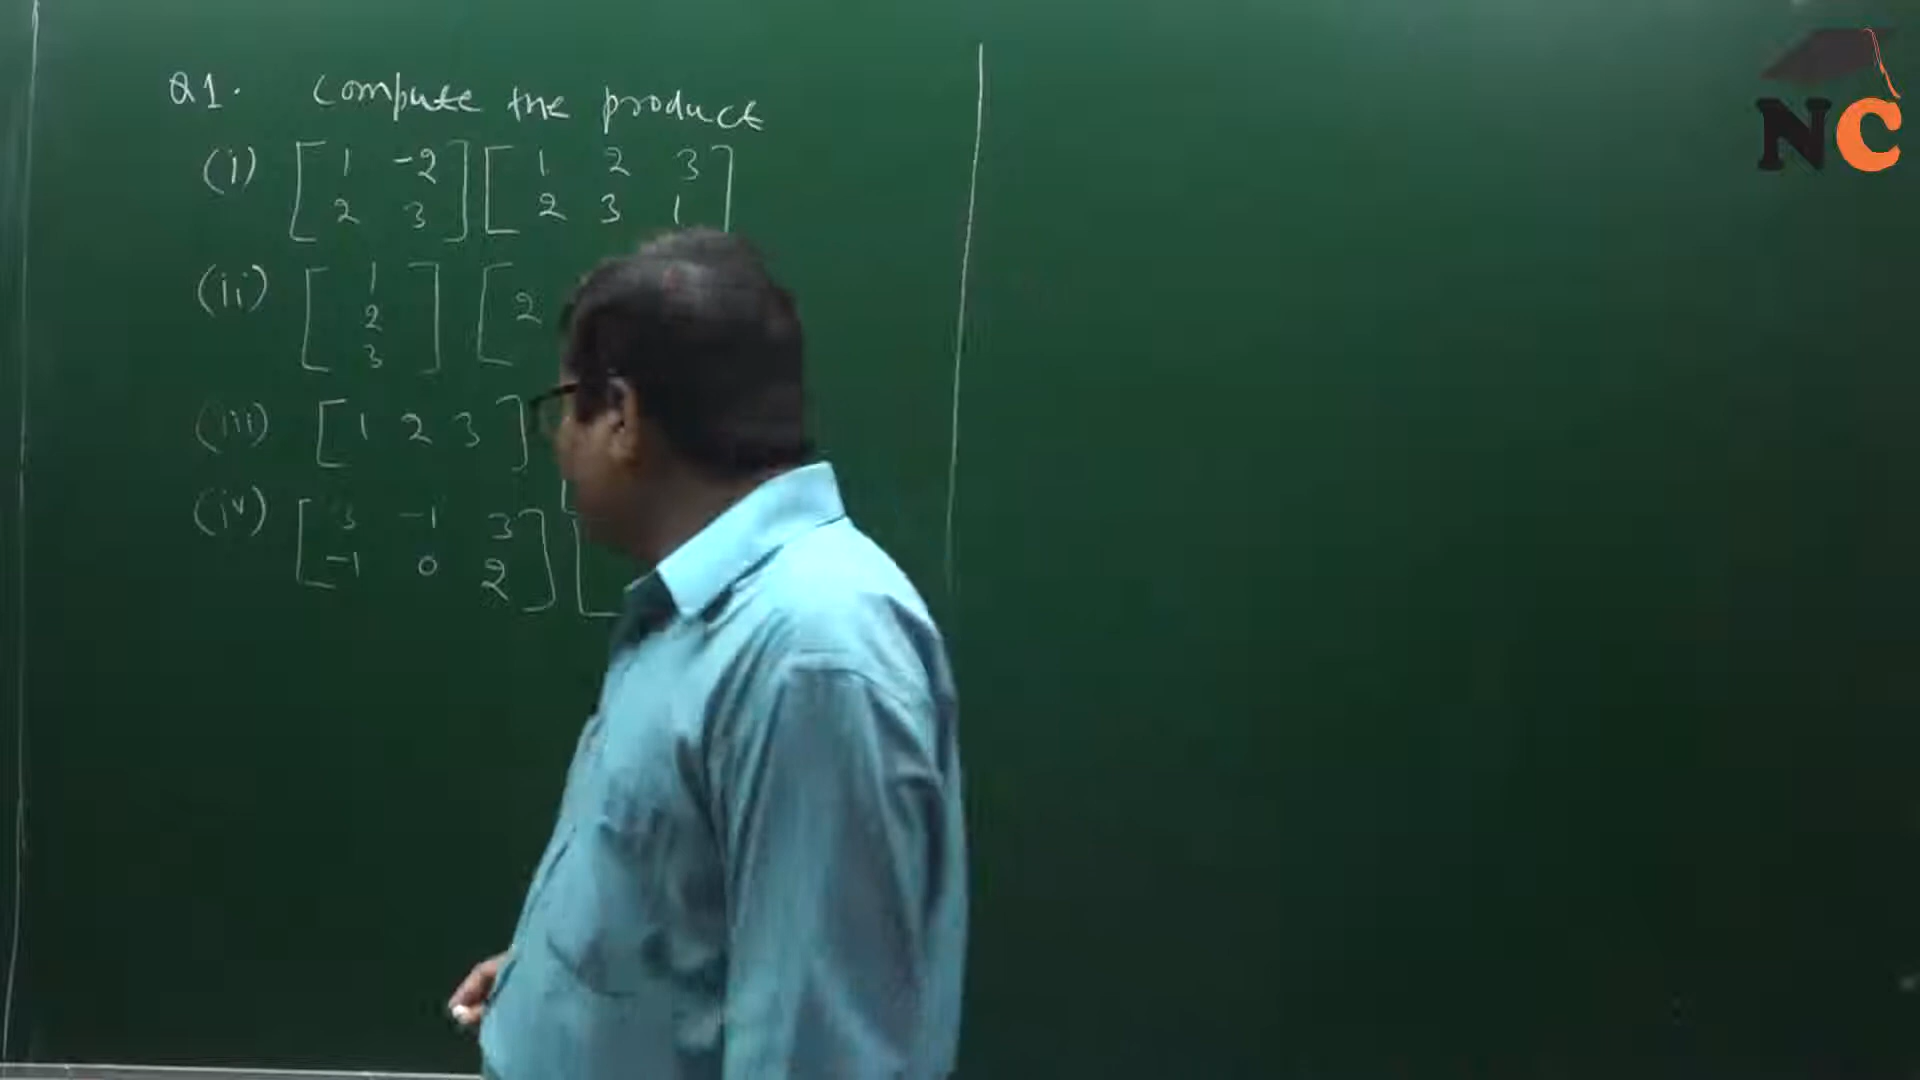 Q1. Compute the product
(i) [ 1 -2 ] [ 1 2 3 ]
2 3 2 3 1
(ii) [ 1 ] [ 2
2
3
(iii) [ 1 2 3 ]
(iv) [ 3 -1 3 ] [
-1 0 2
NC